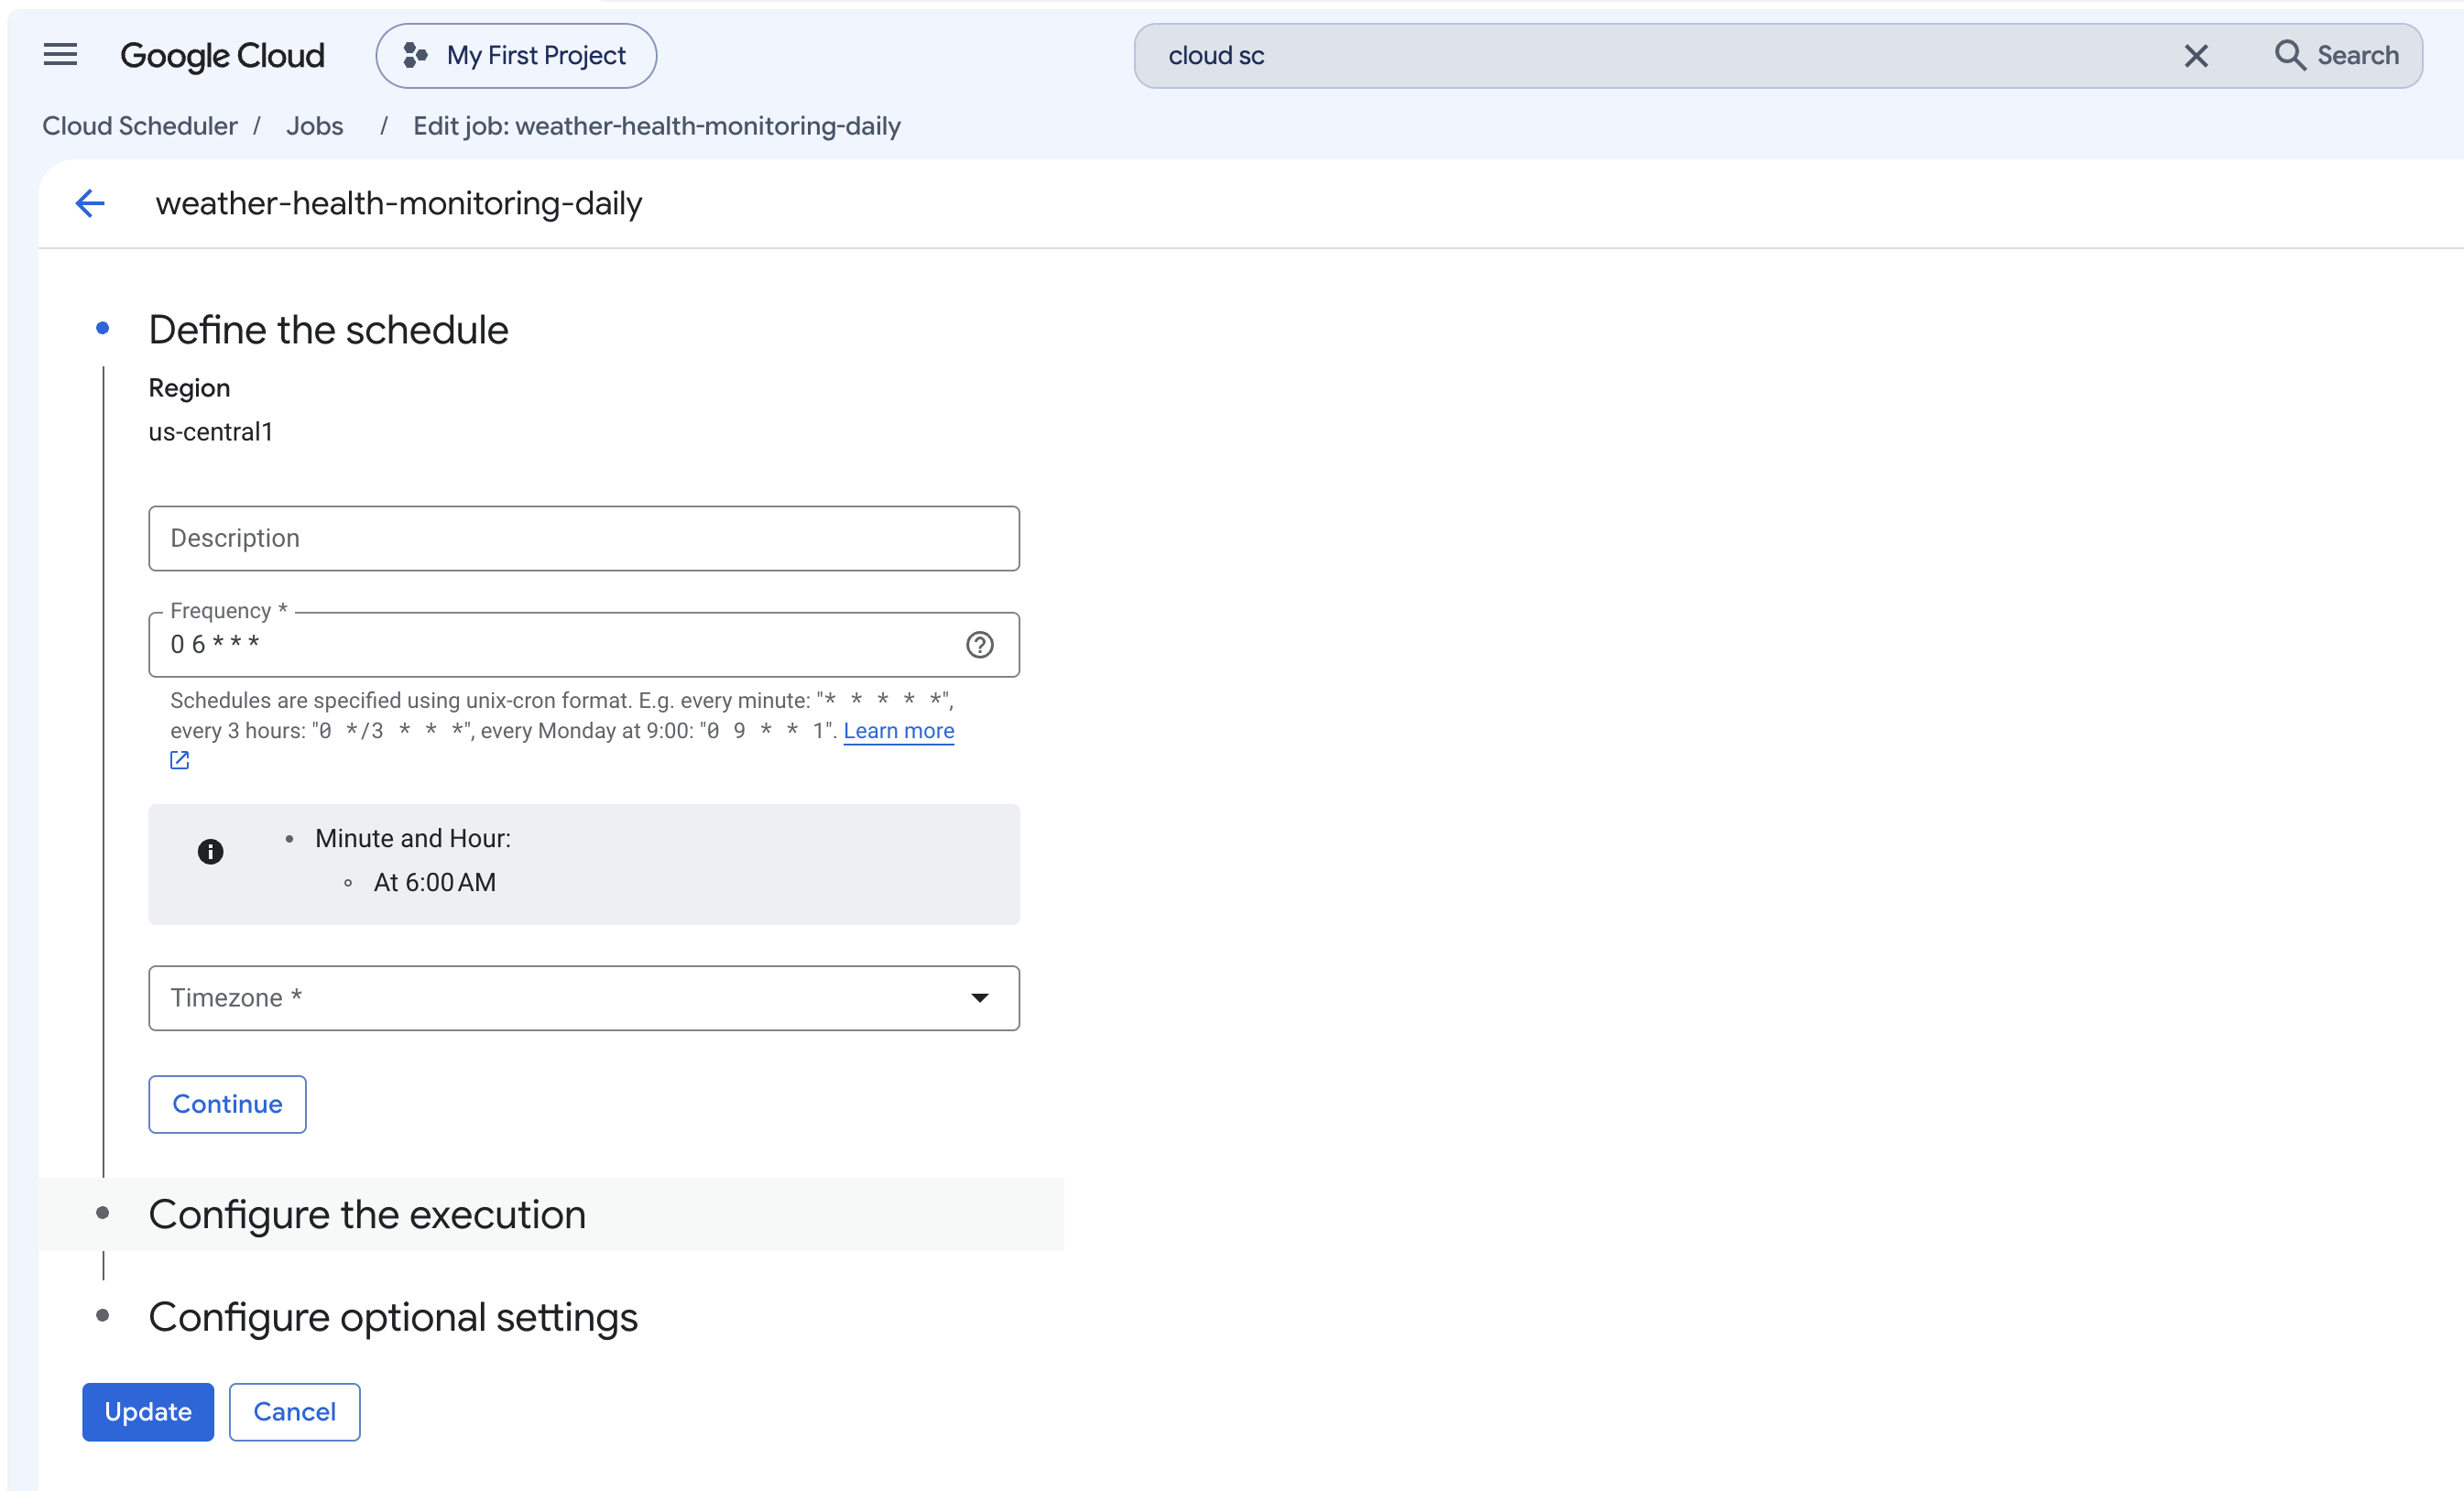 Google Cloud
My First Project
cloud sc
Search
Cloud Scheduler / Jobs / Edit job: weather-health-monitoring-daily
weather-health-monitoring-daily
Define the schedule
Region
us-central1
Description
Frequency *
0 6 * * *
Schedules are specified using unix-cron format. E.g. every minute: "* * * * *",
every 3 hours: "0 */3 * * *", every Monday at 9:00: "0 9 * * 1". Learn more
Minute and Hour:
At 6:00 AM
Timezone *
Continue
Configure the execution
Configure optional settings
Update
Cancel